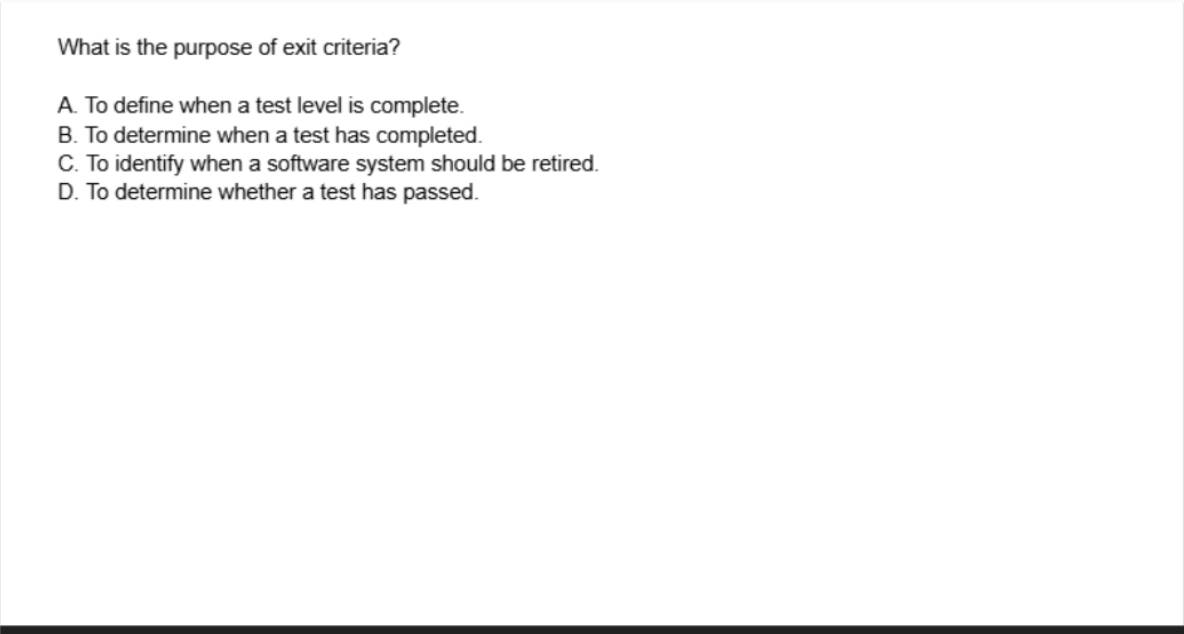 What is the purpose of exit criteria?
A. To define when a test level is complete.
B. To determine when a test has completed.
C. To identify when a software system should be retired.
D. To determine whether a test has passed.